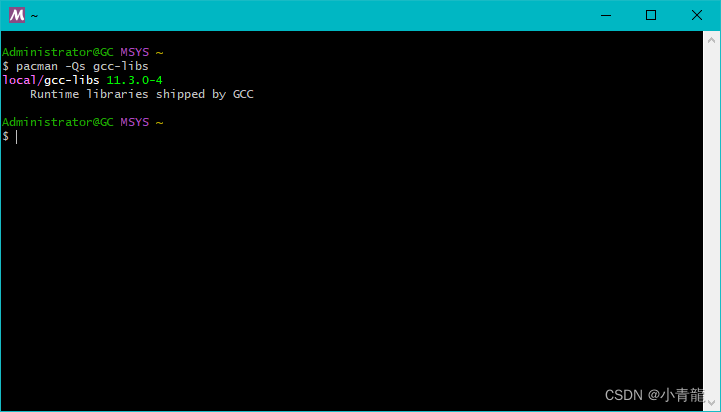 ~
Administrator@GC MSYS ~
$ pacman -Qs gcc-libs
local/gcc-libs 11.3.0-4
    Runtime libraries shipped by GCC
Administrator@GC MSYS ~
$
CSDN @小青龍